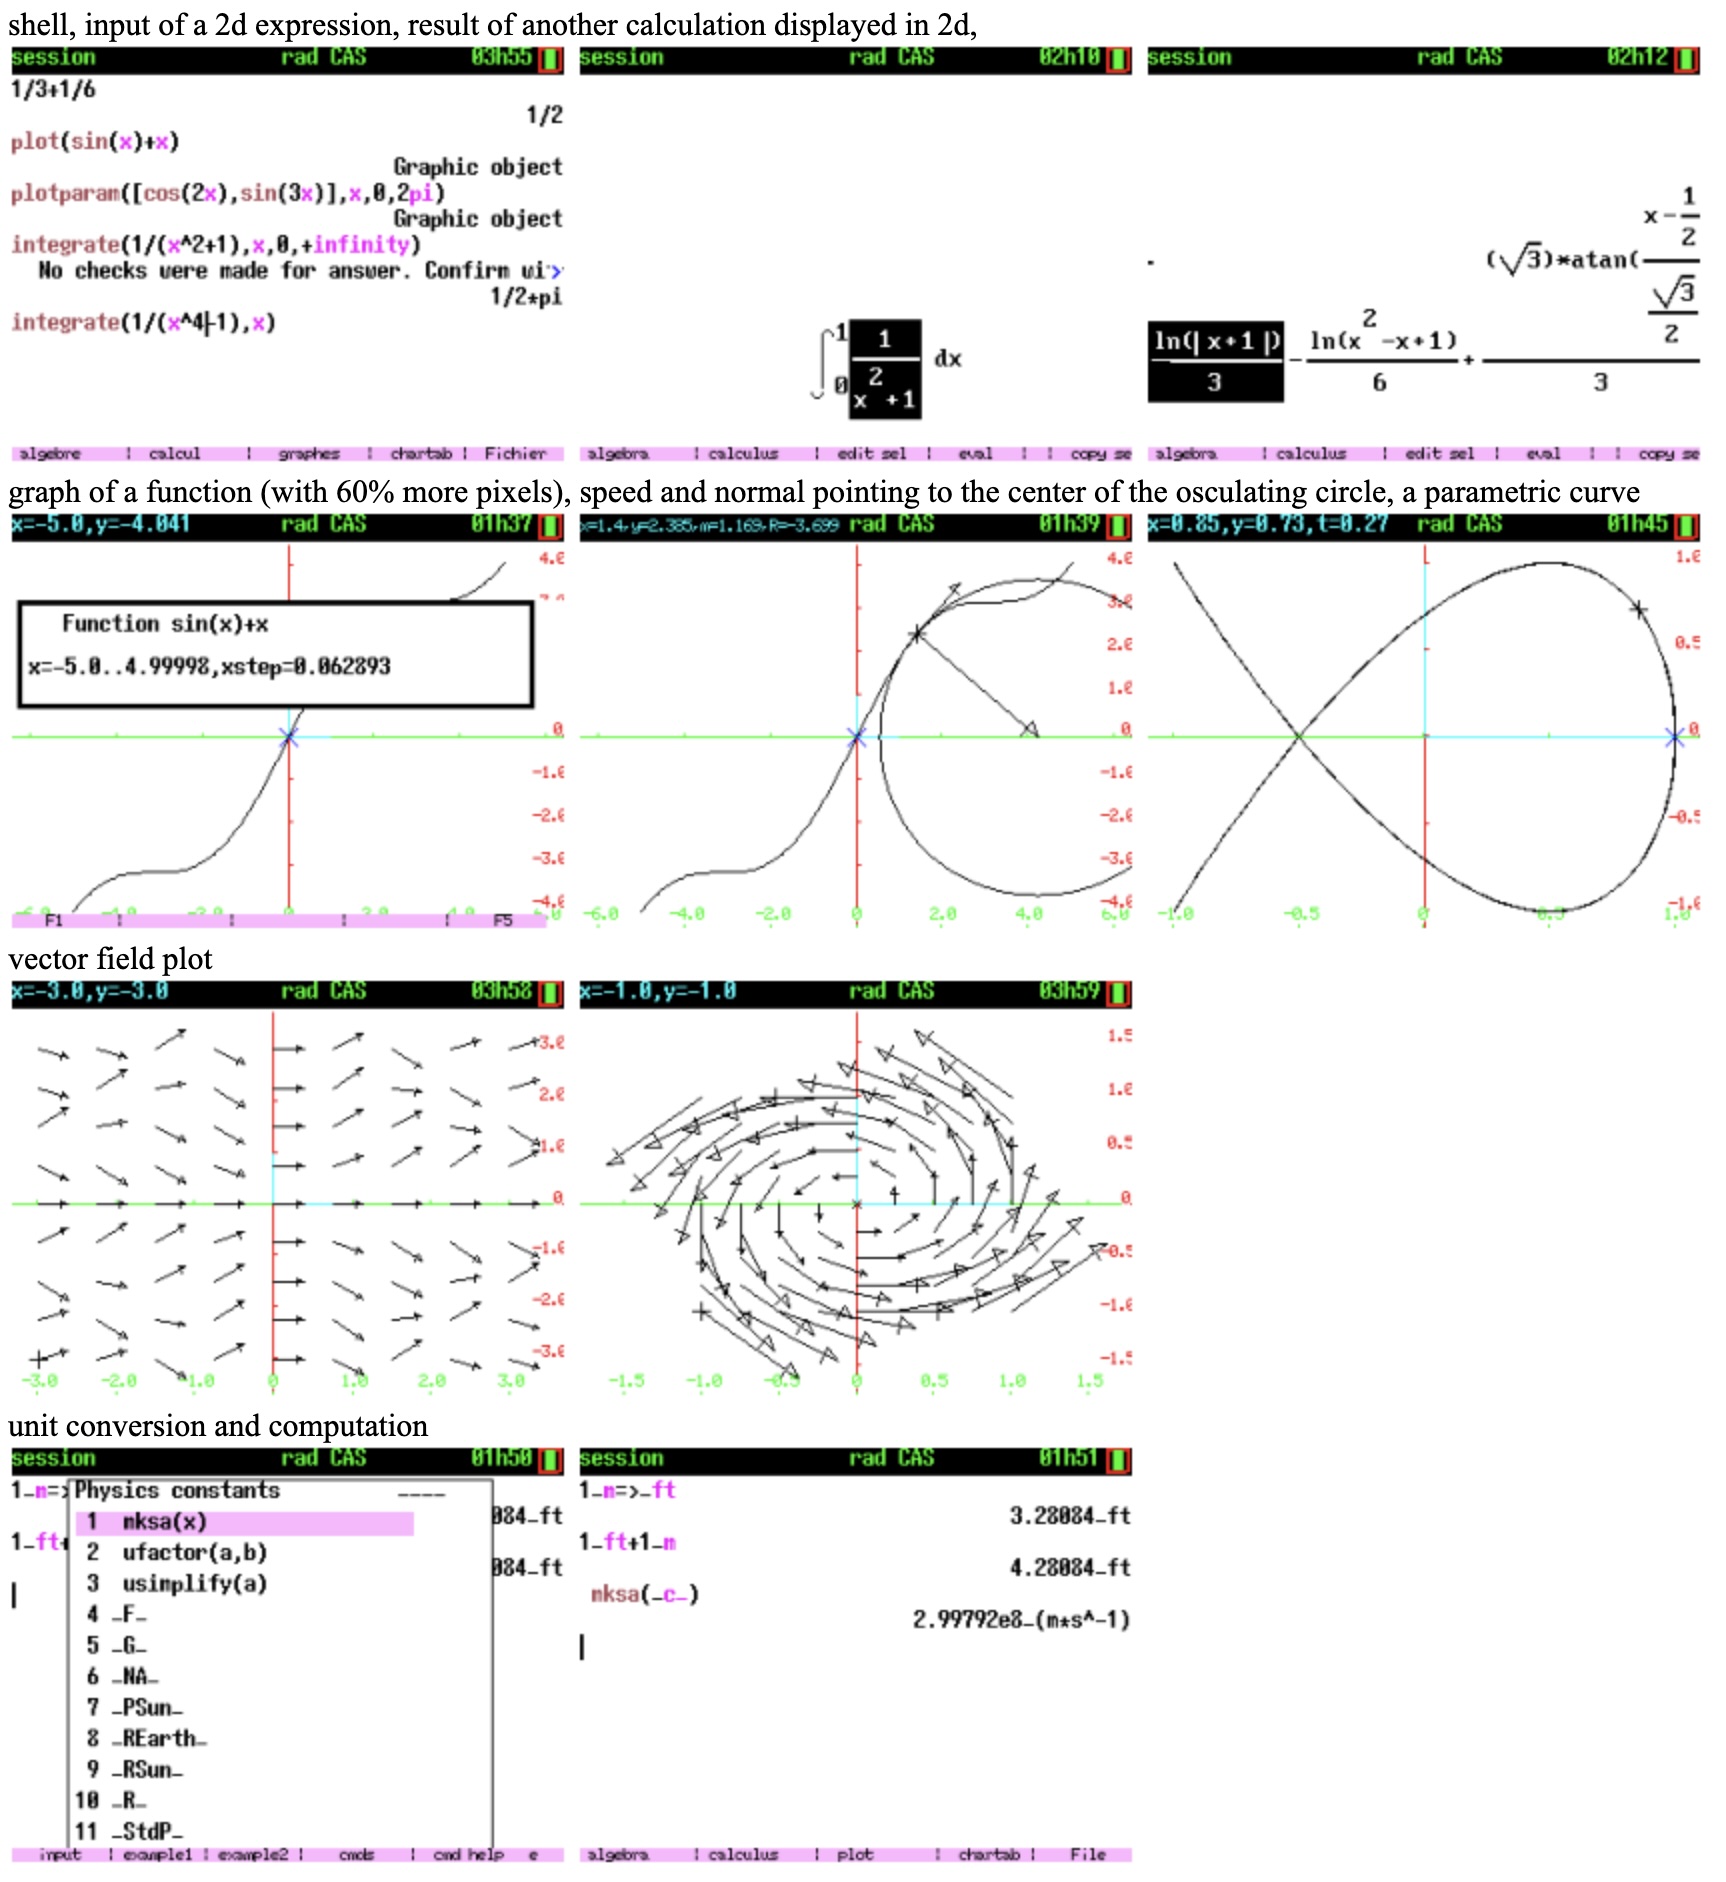 shell, input of a 2d expression, result of another calculation displayed in 2d,
session rad CAS 03h55
1/3+1/6
1/2
plot(sin(x)+x)
Graphic object
plotparam([cos(2x),sin(3x)],x,0,2pi)
Graphic object
integrate(1/(x^2+1),x,0,+infinity)
No checks were made for answer. Confirm wi>
1/2*pi
integrate(1/(x^4-1),x)
algebre | calcul | graphes | chartab | Fichier
session rad CAS 02h10
1
1
2
0
x +1
dx
algebra | calculus | edit sel | eval | | copy se
session rad CAS 02h12
x-1
2
(√3)*atan(
√3
2
ln(| x+1 |) - ln(x 2 -x+1) +
3 6 3
algebra | calculus | edit sel | eval | | copy se
graph of a function (with 60% more pixels), speed and normal pointing to the center of the osculating circle, a parametric curve
x=-5.0,y=-4.041 rad CAS 01h37
4.0
Function sin(x)+x
x=-5.0..4.99998,xstep=0.062893
0
-1.0
-2.0
-3.0
-4.0
F1 F5
x=1.4,y=2.385,m=1.169,R=-3.699 rad CAS 01h39
4.0
3.0
2.0
1.0
0
-1.0
-2.0
-3.0
-4.0
-6.0 -4.0 -2.0 0 2.0 4.0 6.0
x=0.85,y=0.73,t=0.27 rad CAS 01h45
1.0
0.5
0
-0.5
-1.0
-1.0 -0.5 0 0.5 1.0
vector field plot
x=-3.0,y=-3.0 rad CAS 03h58
3.0
2.0
1.0
0
-1.0
-2.0
-3.0
-3.0 -2.0 -1.0 0 1.0 2.0 3.0
x=-1.0,y=-1.0 rad CAS 03h59
1.5
1.0
0.5
0
-0.5
-1.0
-1.5
-1.5 -1.0 -0.5 0 0.5 1.0 1.5
unit conversion and computation
session rad CAS 01h50
1_m=>
084_ft
1_ft+
084_ft
Physics constants
1 mksa(x)
2 ufactor(a,b)
3 usimplify(a)
4 _F_
5 _G_
6 _NA_
7 _PSun_
8 _REarth_
9 _RSun_
10 _R_
11 _StdP_
input | example1 | example2 | cmds | cmd help e
session rad CAS 01h51
1_m=>_ft
3.28084_ft
1_ft+1_m
4.28084_ft
mksa(_c_)
2.99792e8_(m*s^-1)
algebra | calculus | plot | chartab | File